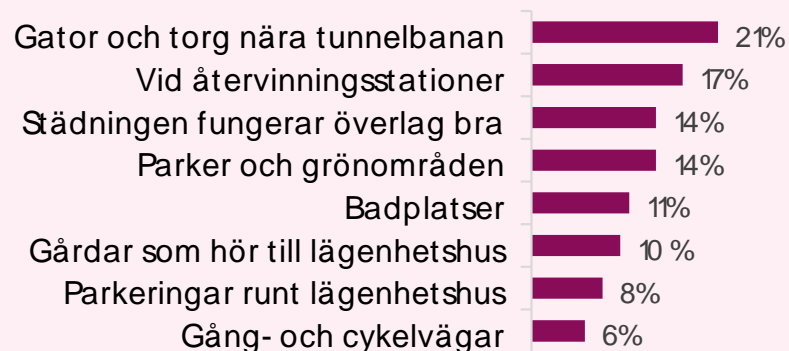 Gator och torg nära tunnelbanan 21%
Vid återvinningsstationer 17%
Städningen fungerar överlag bra 14%
Parker och grönområden 14%
Badplatser 11%
Gårdar som hör till lägenhetshus 10 %
Parkeringar runt lägenhetshus 8%
Gång- och cykelvägar 6%